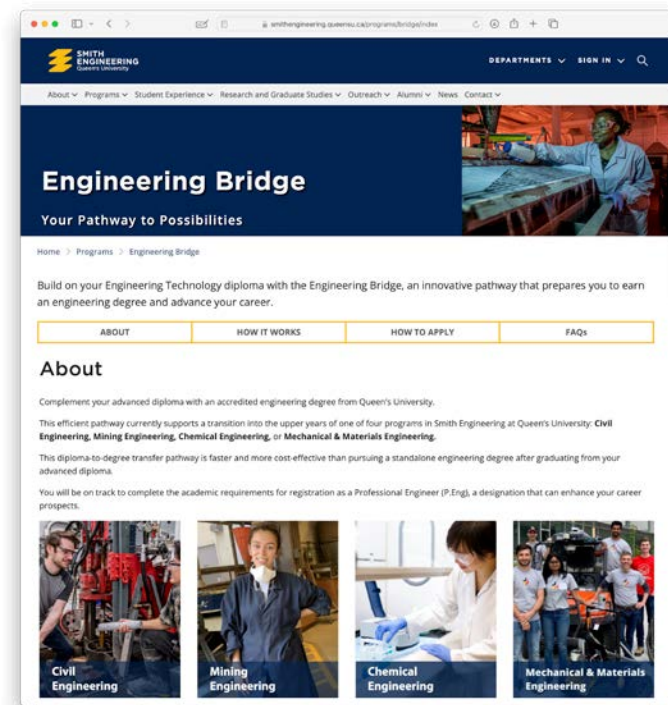 smithengineering.queensu.ca/programs/bridge/index
SMITH
ENGINEERING
Queen's University
DEPARTMENTS
SIGN IN
About Programs Student Experience Research and Graduate Studies Outreach Alumni News Contact
Engineering Bridge
Your Pathway to Possibilities
Home > Programs > Engineering Bridge
Build on your Engineering Technology diploma with the Engineering Bridge, an innovative pathway that prepares you to earn
an engineering degree and advance your career.
ABOUT
HOW IT WORKS
HOW TO APPLY
FAQs
About
Complement your advanced diploma with an accredited engineering degree from Queen's University.
This efficient pathway currently supports a transition into the upper years of one of four programs in Smith Engineering at Queen's University: Civil
Engineering, Mining Engineering, Chemical Engineering, or Mechanical & Materials Engineering.
This diploma-to-degree transfer pathway is faster and more cost-effective than pursuing a standalone engineering degree after graduating from your
advanced diploma.
You will be on track to complete the academic requirements for registration as a Professional Engineer (P.Eng), a designation that can enhance your career
prospects.
Civil
Engineering
Mining
Engineering
Chemical
Engineering
Mechanical & Materials
Engineering